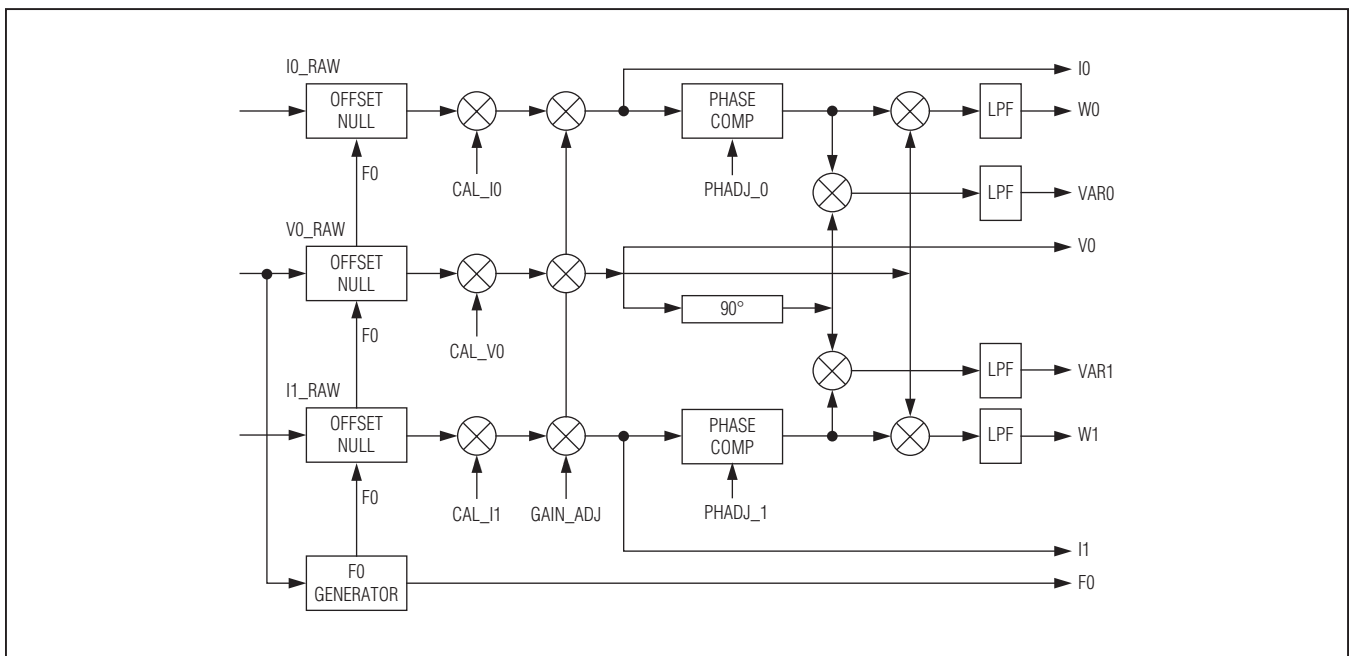 I0_RAW
OFFSET
NULL
PHASE
COMP
LPF
I0
W0
F0
CAL_I0
PHADJ_0
LPF
VAR0
V0_RAW
OFFSET
NULL
V0
90°
F0
CAL_V0
LPF
VAR1
I1_RAW
OFFSET
NULL
PHASE
COMP
LPF
W1
F0
CAL_I1
GAIN_ADJ
PHADJ_1
I1
F0
GENERATOR
F0